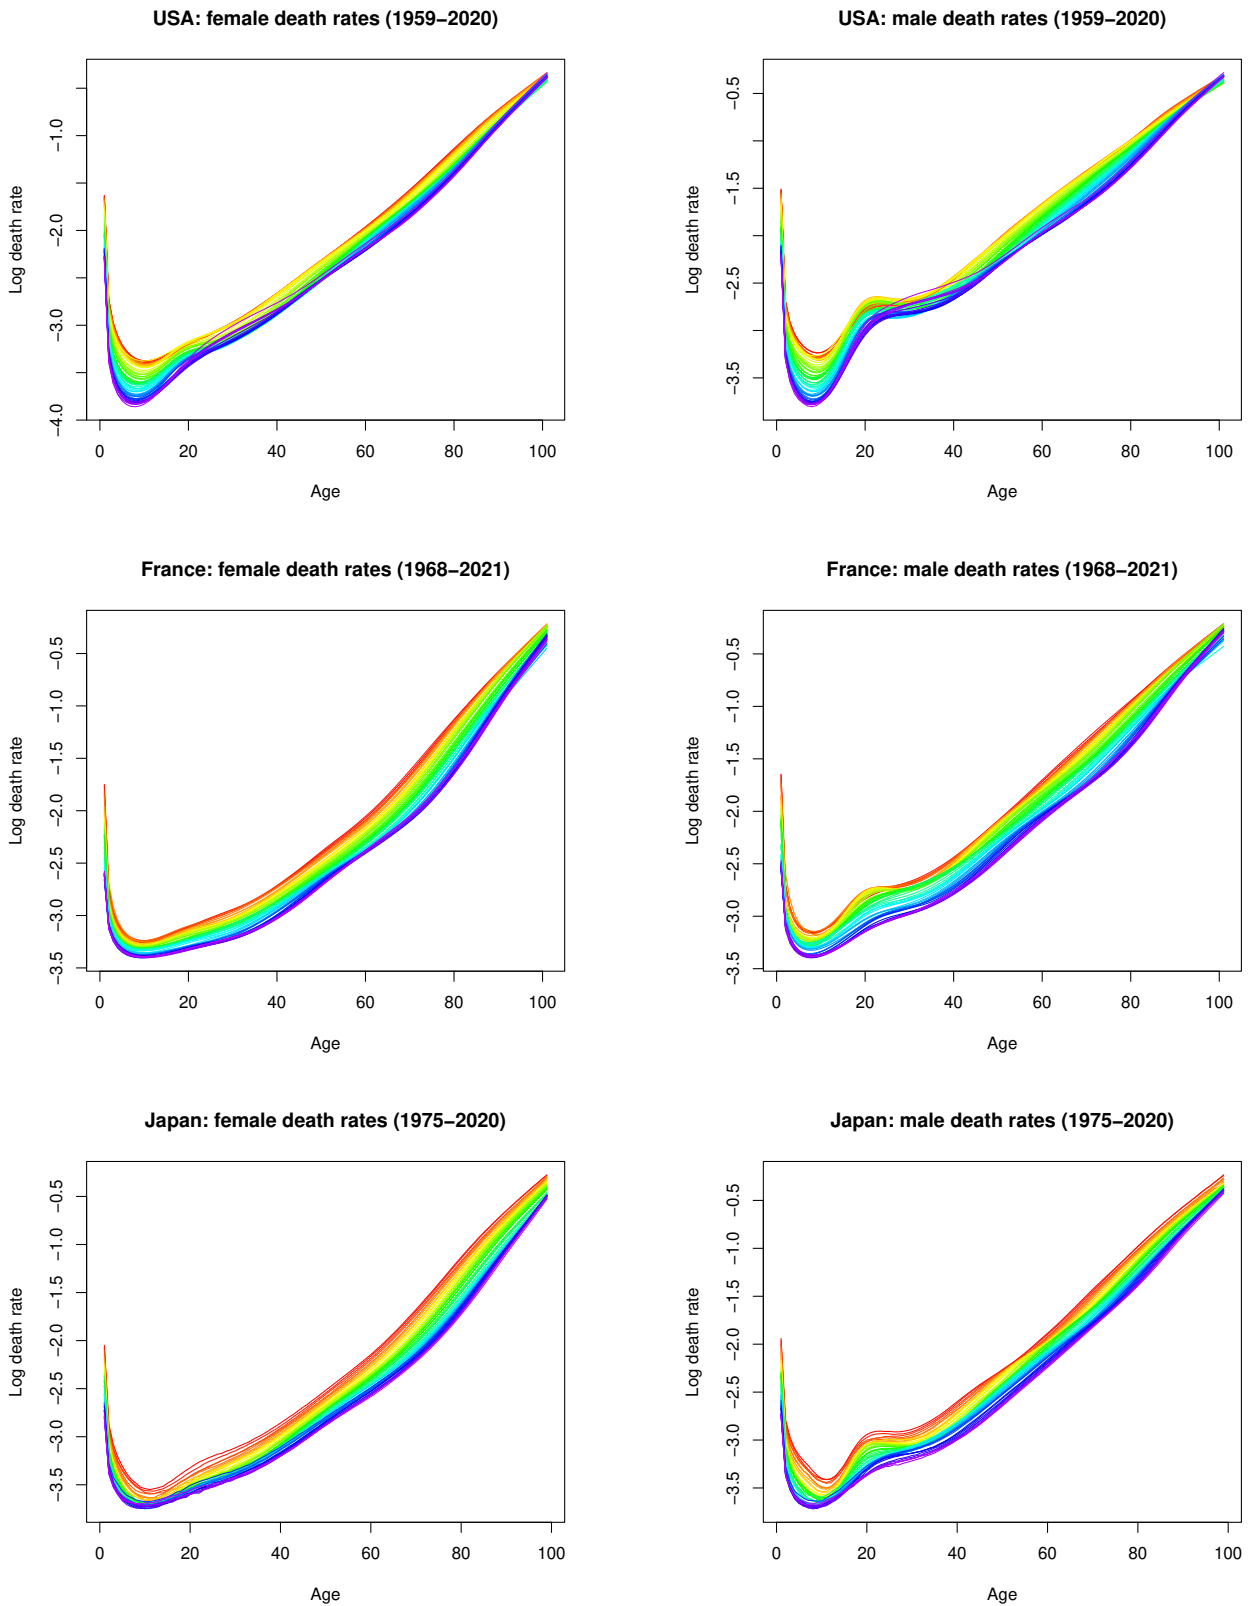 USA: female death rates (1959−2020)
Log death rate
−1.0
−2.0
−3.0
−4.0
0 20 40 60 80 100
Age
USA: male death rates (1959−2020)
Log death rate
−0.5
−1.5
−2.5
−3.5
0 20 40 60 80 100
Age
France: female death rates (1968−2021)
Log death rate
−0.5
−1.0
−1.5
−2.0
−2.5
−3.0
−3.5
0 20 40 60 80 100
Age
France: male death rates (1968−2021)
Log death rate
−0.5
−1.0
−1.5
−2.0
−2.5
−3.0
−3.5
0 20 40 60 80 100
Age
Japan: female death rates (1975−2020)
Log death rate
−0.5
−1.0
−1.5
−2.0
−2.5
−3.0
−3.5
0 20 40 60 80 100
Age
Japan: male death rates (1975−2020)
Log death rate
−0.5
−1.0
−1.5
−2.0
−2.5
−3.0
−3.5
0 20 40 60 80 100
Age